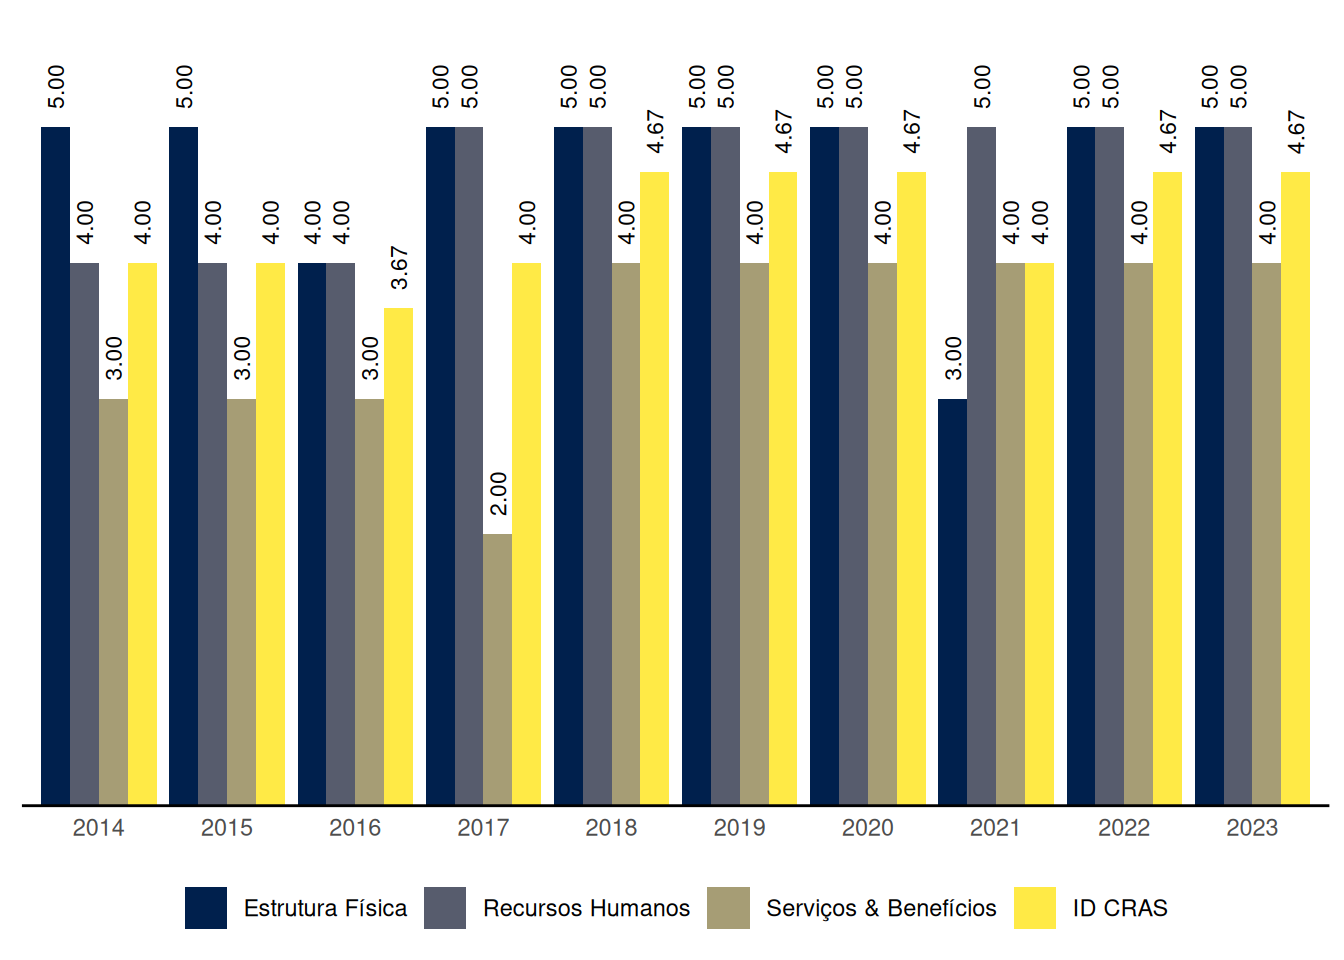 5.00 5.00 5.00 5.00 5.00 5.00 5.00 5.00 5.00 5.00 5.00 5.00 5.00 5.00 5.00
4.67 4.67 4.67 4.67 4.67
4.00 4.00 4.00 4.00 4.00 4.00 4.00 4.00 4.00 4.00 4.00 4.00 4.00 4.00
3.67
3.00 3.00 3.00 3.00
2.00
2014 2015 2016 2017 2018 2019 2020 2021 2022 2023
Estrutura Física Recursos Humanos Serviços & Benefícios ID CRAS